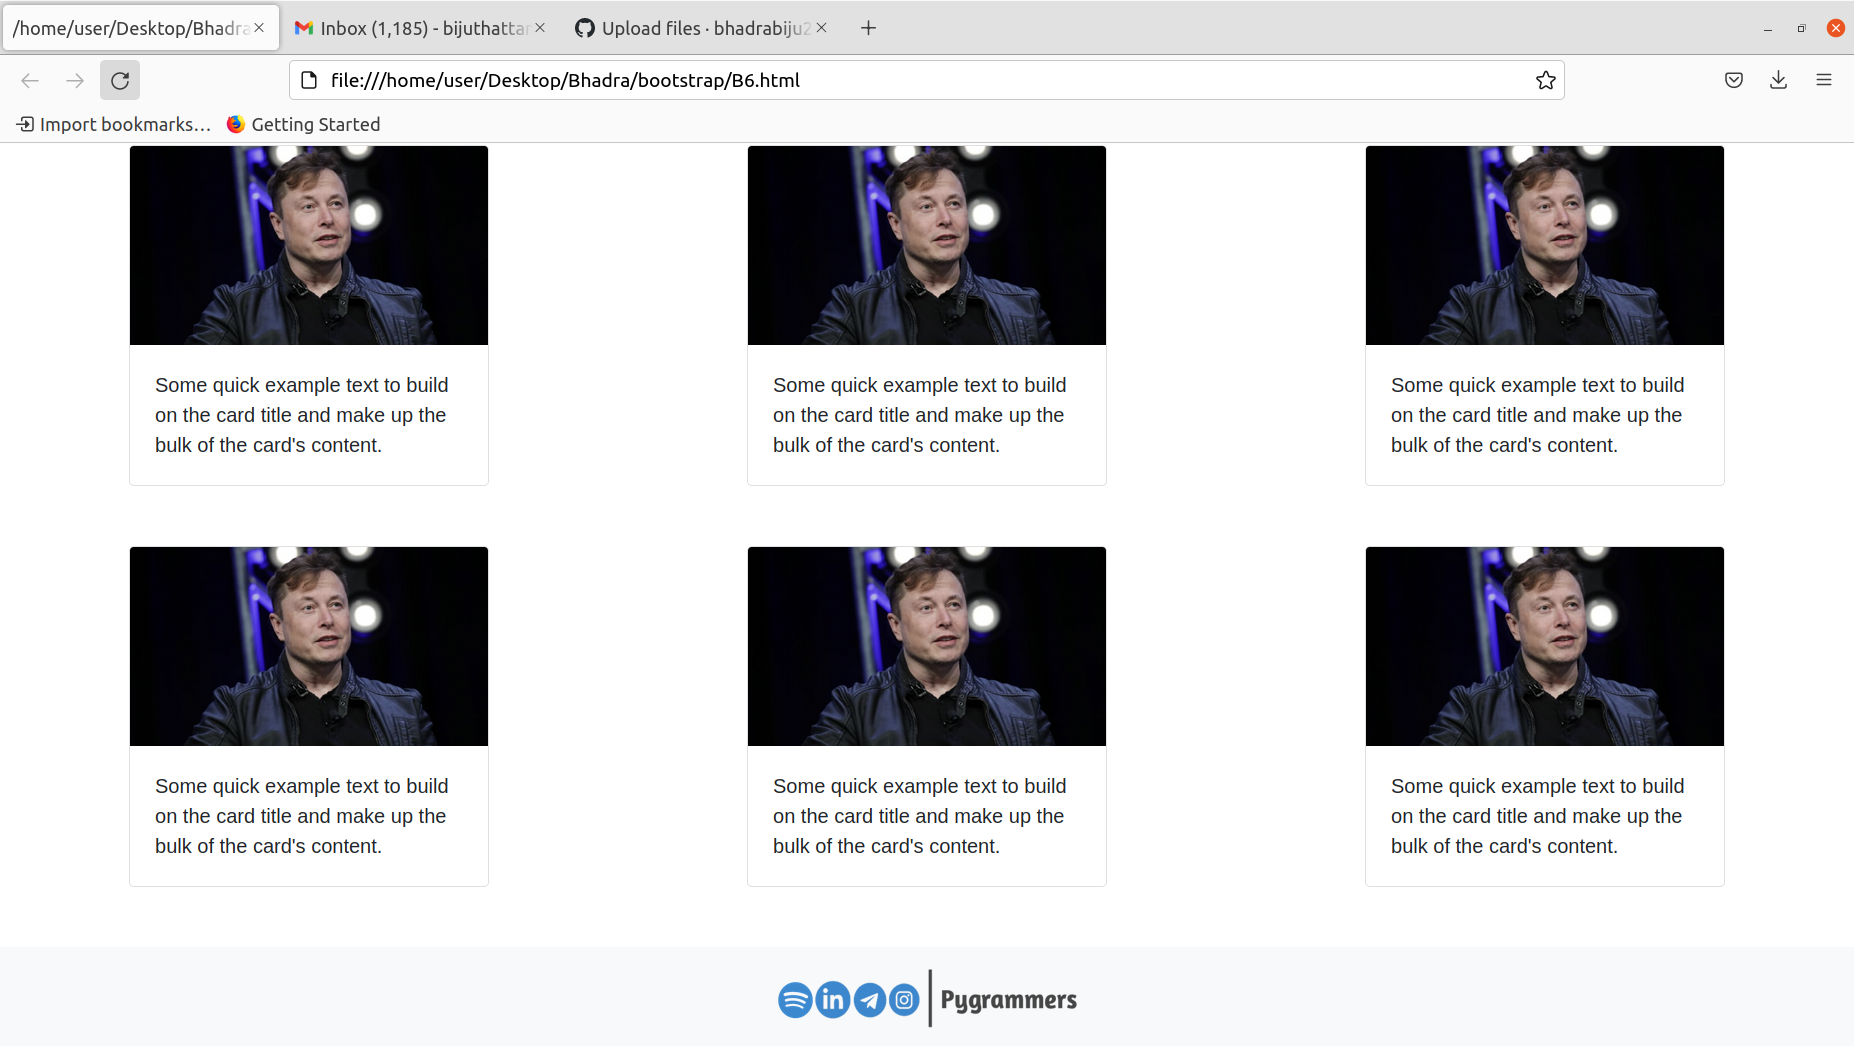 /home/user/Desktop/Bhadra
Inbox (1,185) - bijuthattar
Upload files · bhadrabiju2
file:///home/user/Desktop/Bhadra/bootstrap/B6.html
Import bookmarks...
Getting Started
Some quick example text to build
on the card title and make up the
bulk of the card's content.
Some quick example text to build
on the card title and make up the
bulk of the card's content.
Some quick example text to build
on the card title and make up the
bulk of the card's content.
Some quick example text to build
on the card title and make up the
bulk of the card's content.
Some quick example text to build
on the card title and make up the
bulk of the card's content.
Some quick example text to build
on the card title and make up the
bulk of the card's content.
in
Pygrammers